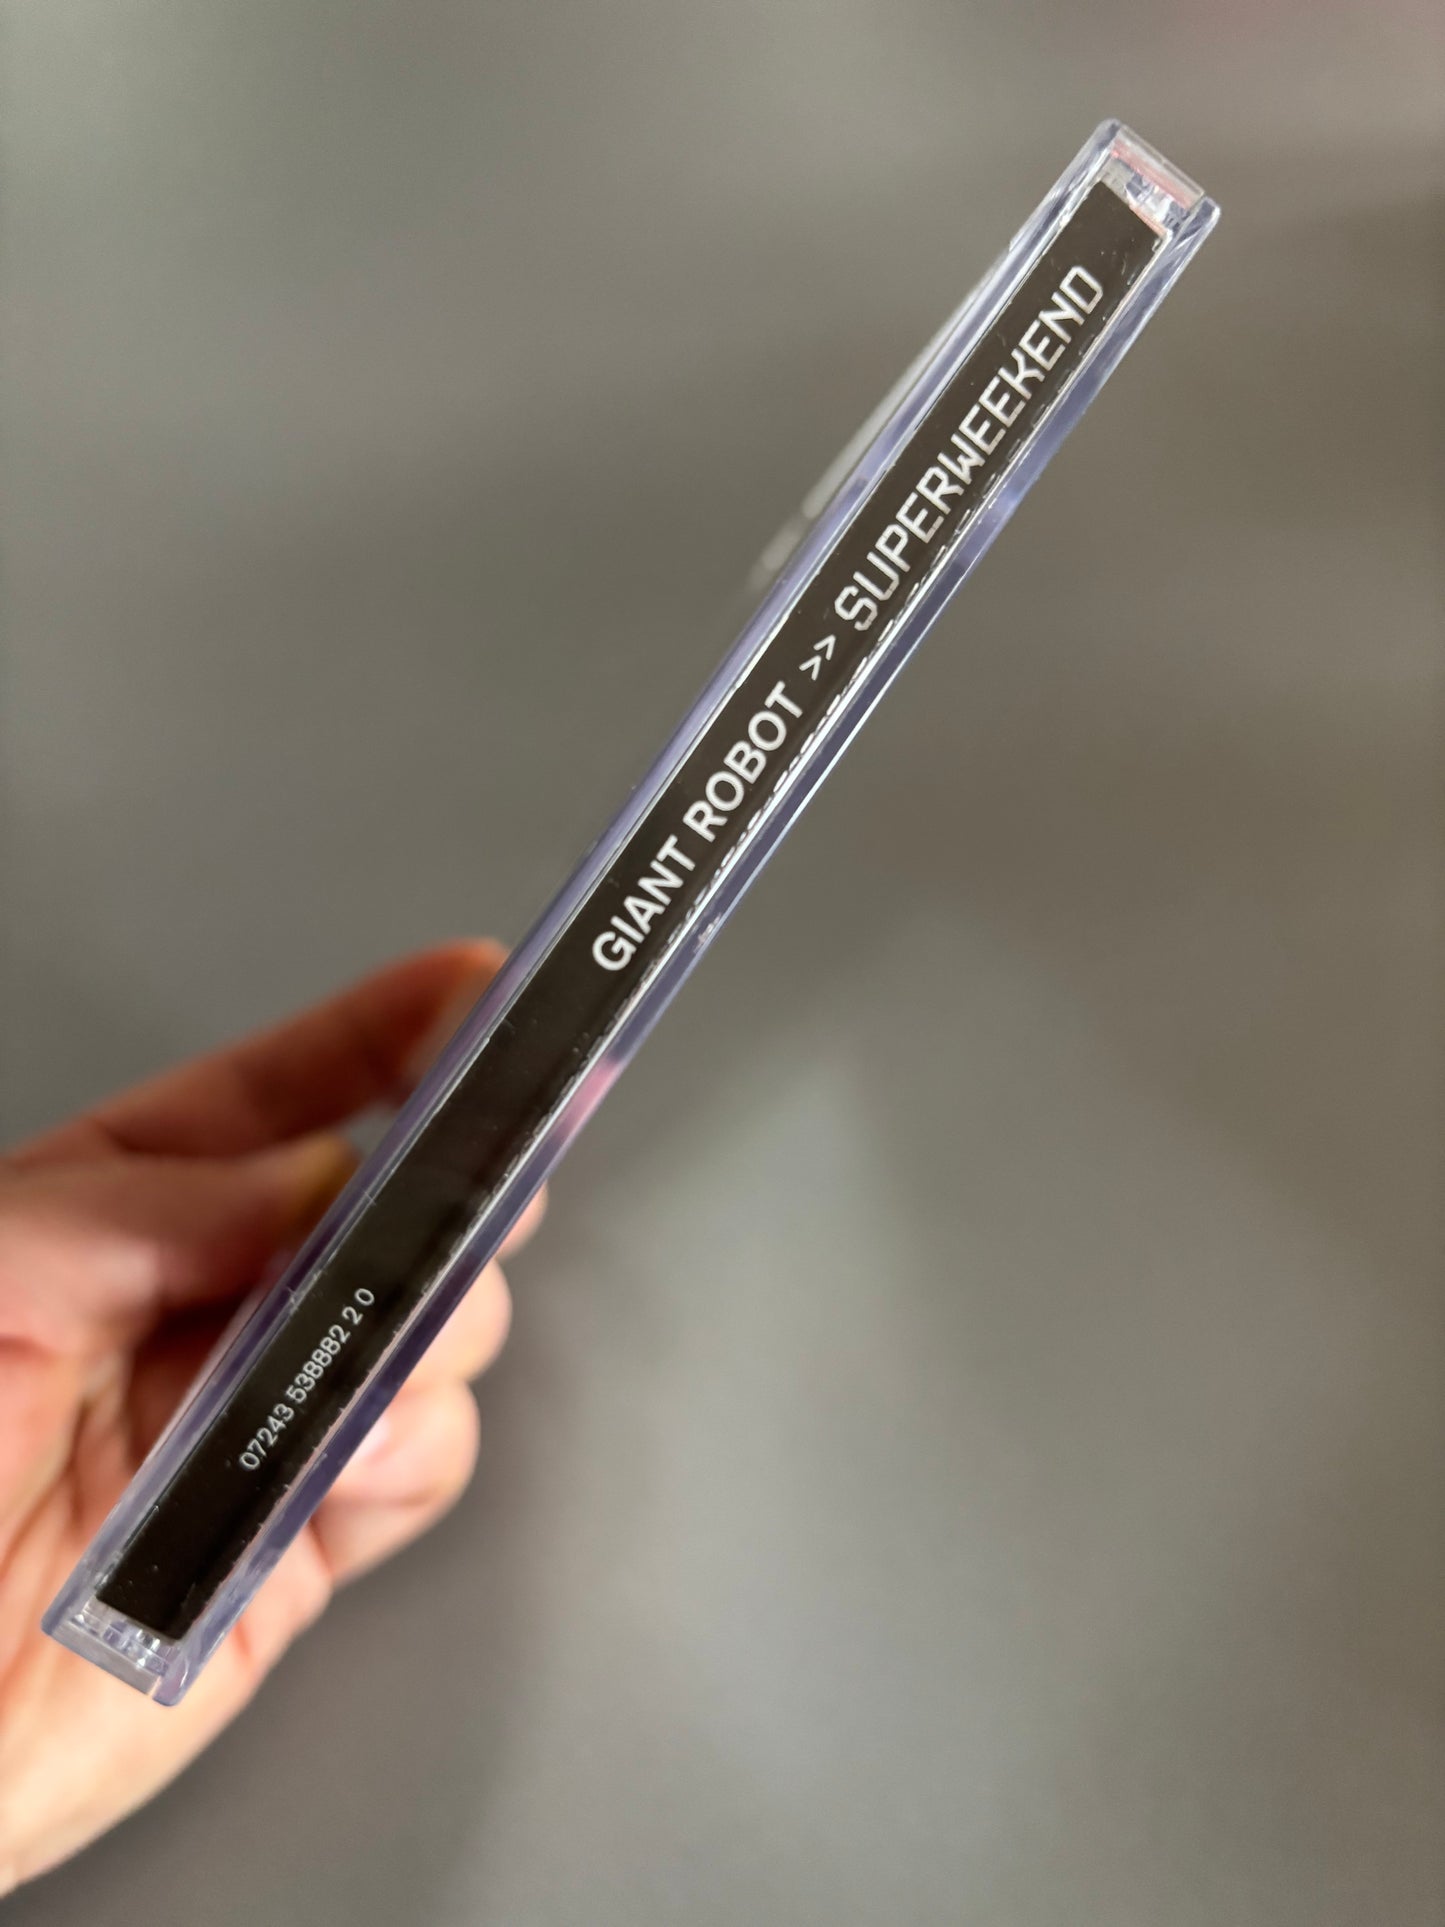 GIANT ROBOT >> SUPERWEEKEND
07243 538882 2 0